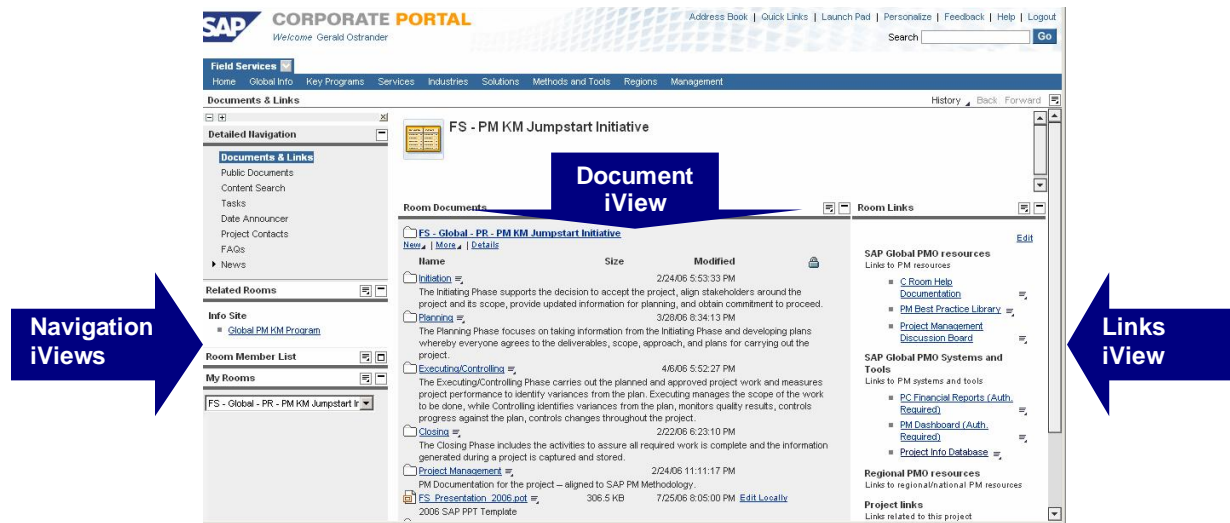 SAP
CORPORATE PORTAL
Welcome Gerald Ostrander
Address Book | Quick Links | Launch Pad | Personalize | Feedback | Help | Logout
Search Go
Field Services
Home Global Info Key Programs Services Industries Solutions Methods and Tools Regions Management
Documents & Links
History Back Forward
Detailed Navigation
Documents & Links
Public Documents
Content Search
Tasks
Date Announcer
Project Contacts
FAQs
News
Related Rooms
Info Site
Global PM KM Program
Room Member List
My Rooms
FS - Global - PR - PM KM Jumpstart Ir
Navigation
iViews
FS - PM KM Jumpstart Initiative
Document
iView
Room Documents
FS - Global - PR - PM KM Jumpstart Initiative
New | More | Details
Name Size Modified
Initiation 2/24/06 5:53:33 PM
The Initiating Phase supports the decision to accept the project, align stakeholders around the
project and its scope, provide updated information for planning, and obtain commitment to proceed.
Planning 3/28/06 8:34:13 PM
The Planning Phase focuses on taking information from the Initiating Phase and developing plans
whereby everyone agrees to the deliverables, scope, approach, and plans for carrying out the
project.
Executing/Controlling 4/6/06 5:52:27 PM
The Executing/Controlling Phase carries out the planned and approved project work and measures
project performance to identify variances from the plan. Executing manages the scope of the work
to be done, while Controlling identifies variances from the plan, monitors quality results, controls
progress against the plan, controls changes throughout the project.
Closing 2/22/06 6:23:10 PM
The Closing Phase includes the activities to assure all required work is complete and the information
generated during a project is captured and stored.
Project Management 2/24/06 11:11:17 PM
PM Documentation for the project – aligned to SAP PM Methodology.
FS_Presentation_2006.pot 306.5 KB 7/25/06 8:05:00 PM Edit Locally
2006 SAP PPT Template
Room Links
Edit
SAP Global PMO resources
Links to PM resources
C Room Help
Documentation
PM Best Practice Library
Project Management
Discussion Board
SAP Global PMO Systems and
Tools
Links to PM systems and tools
PC Financial Reports (Auth.
Required)
PM Dashboard (Auth.
Required)
Project Info Database
Regional PMO resources
Links to regional/national PM resources
Project links
Links related to this project
Links
iView